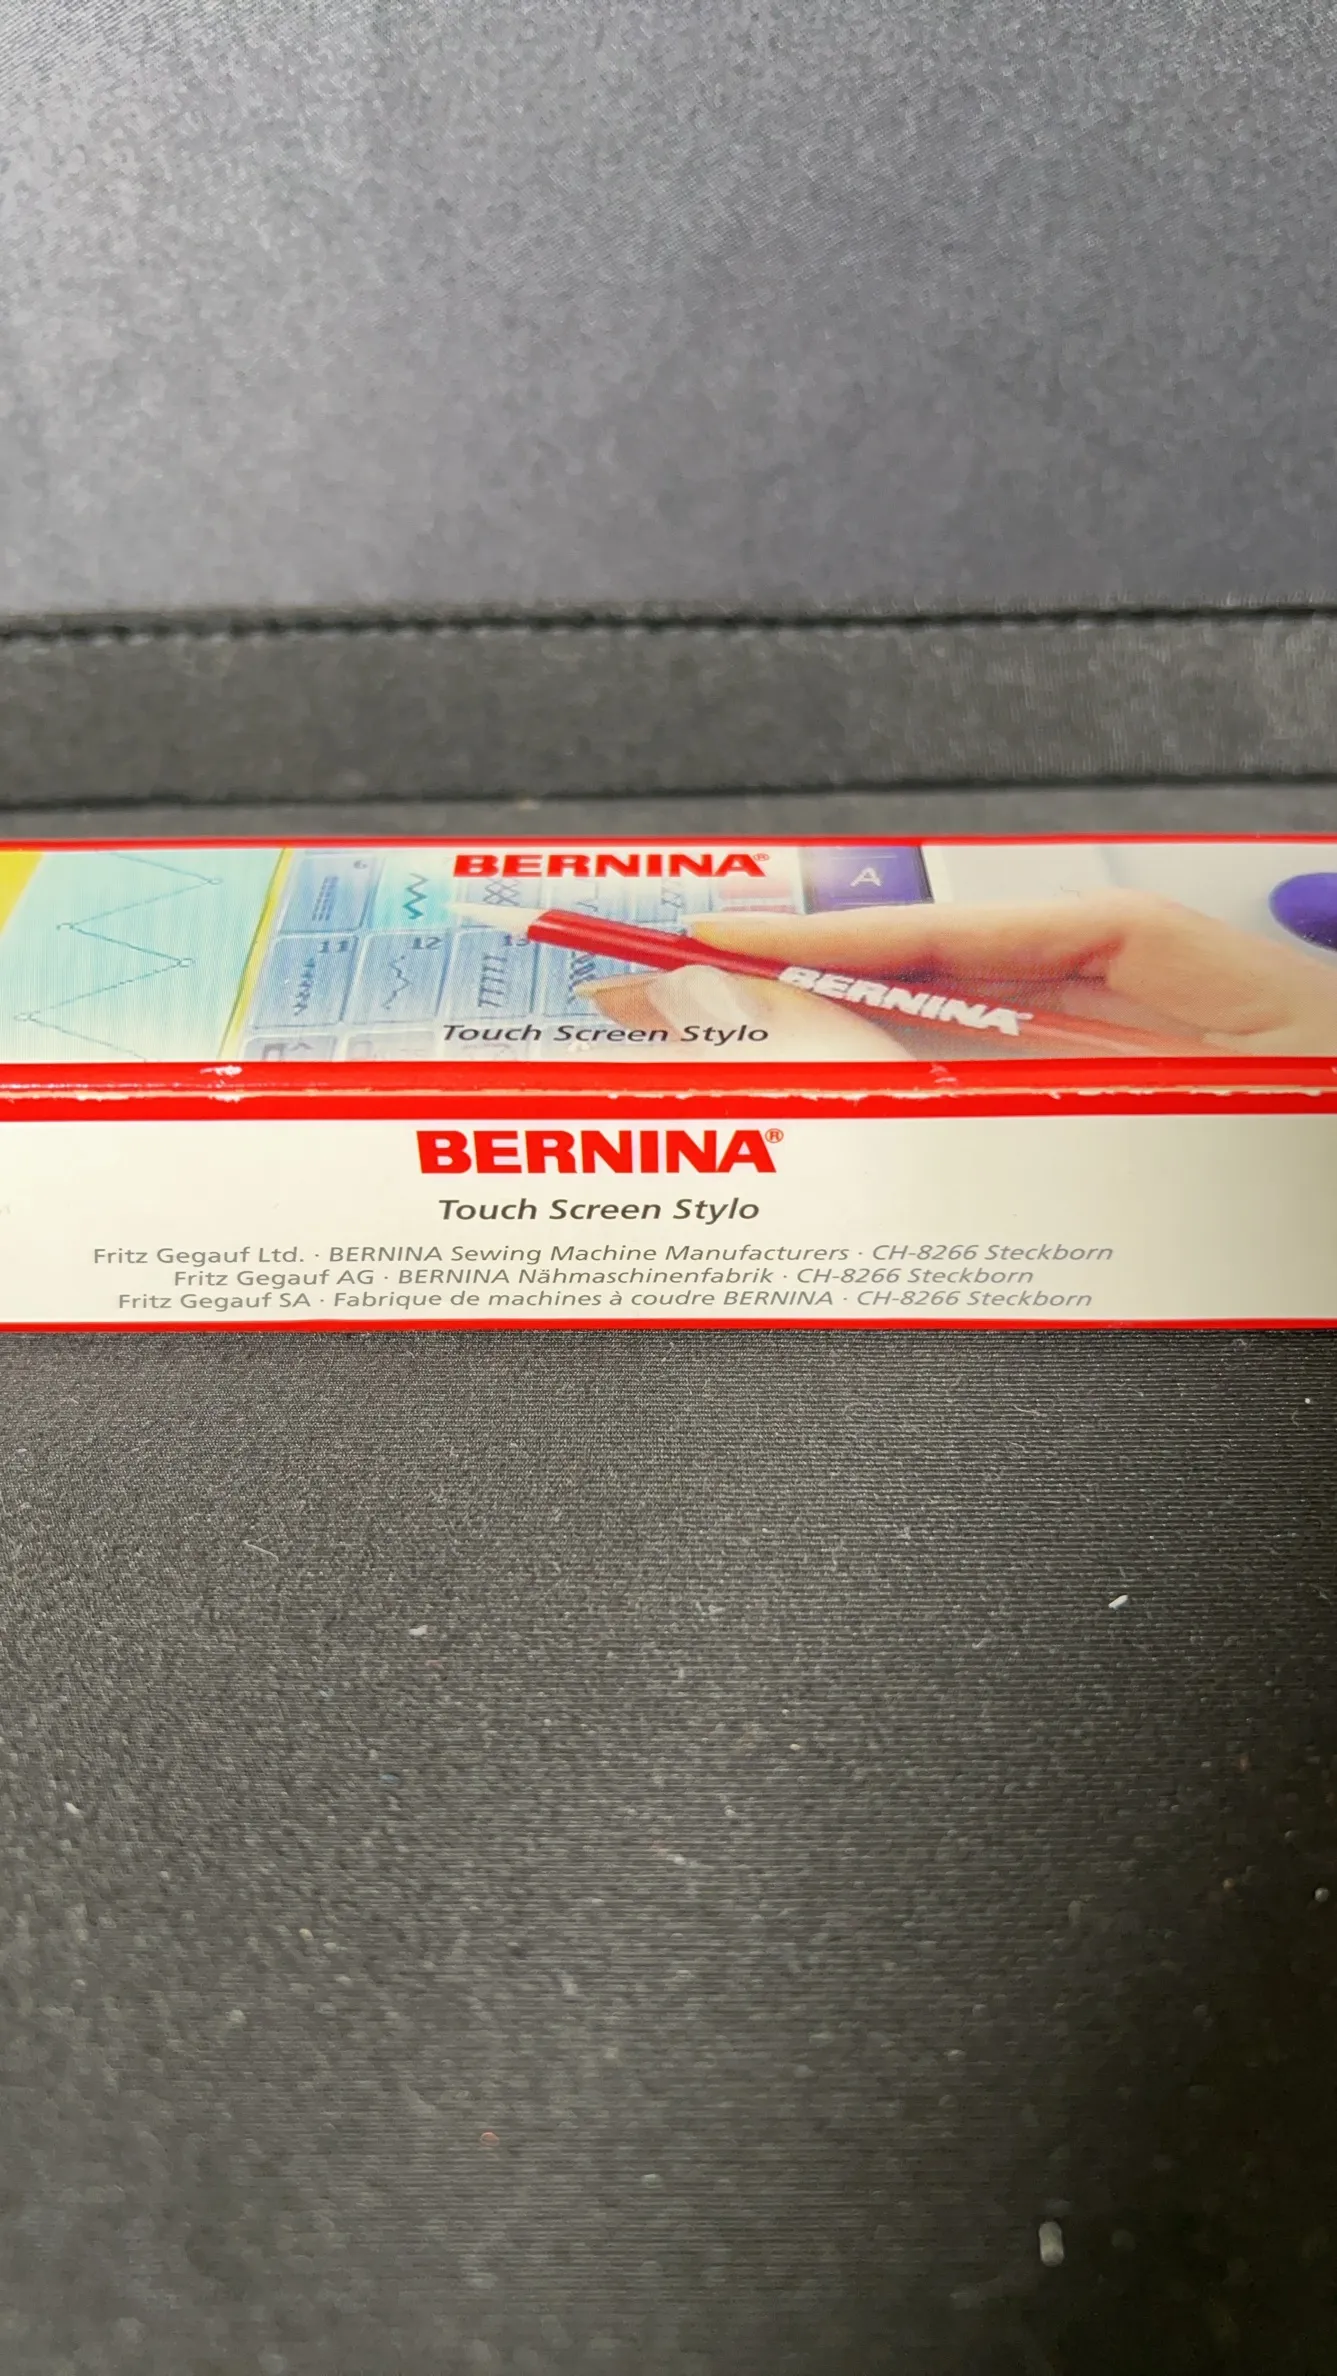 BERNINA®
A
11 12 13
BERNINA
Touch Screen Stylo
BERNINA®
Touch Screen Stylo
Fritz Gegauf Ltd. · BERNINA Sewing Machine Manufacturers · CH-8266 Steckborn
Fritz Gegauf AG · BERNINA Nähmaschinenfabrik · CH-8266 Steckborn
Fritz Gegauf SA · Fabrique de machines à coudre BERNINA · CH-8266 Steckborn